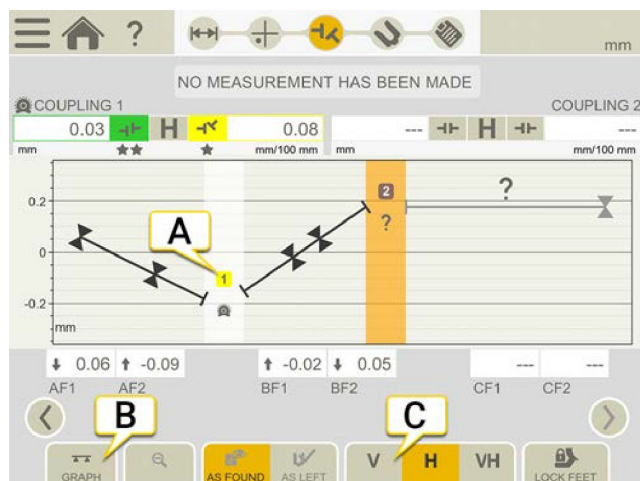 ?
mm
NO MEASUREMENT HAS BEEN MADE
COUPLING 1
COUPLING 2
0.03 H 0.08
--- H ---
mm ★★ ★ mm/100 mm
mm mm/100 mm
2
?
?
0.2
A
0
1
-0.2
mm
0.06 -0.09 -0.02 0.05 --- ---
AF1 AF2 BF1 BF2 CF1 CF2
B
C
GRAPH
AS FOUND
AS LEFT
V H VH
LOCK FEET